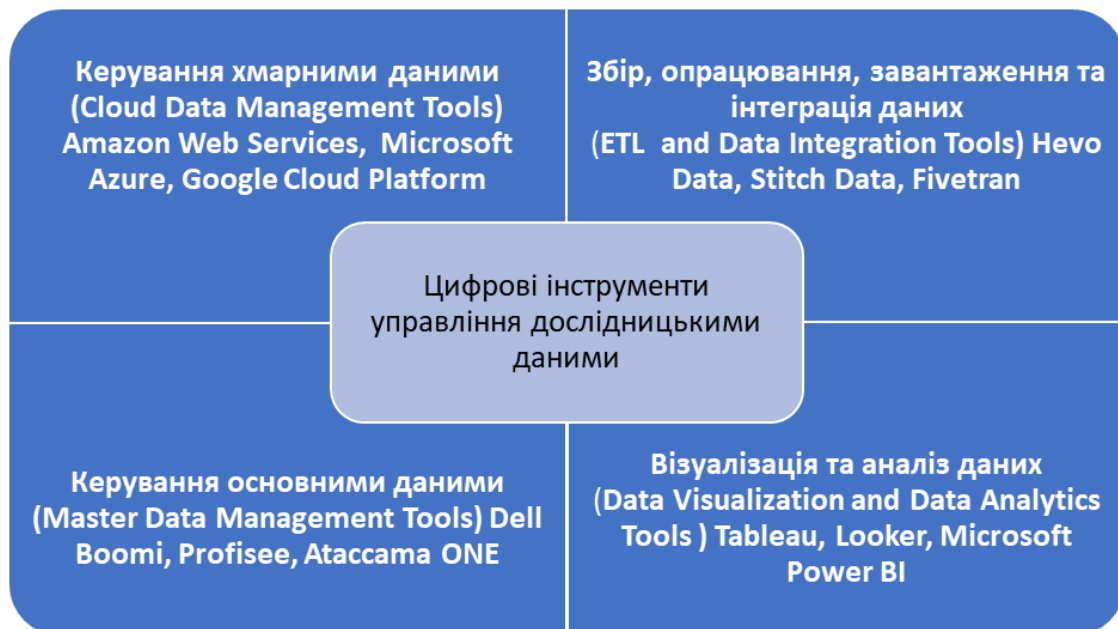 Керування хмарними даними
(Cloud Data Management Tools)
Amazon Web Services, Microsoft
Azure, Google Cloud Platform
Збір, опрацювання, завантаження та
інтеграція даних
(ETL and Data Integration Tools) Hevo
Data, Stitch Data, Fivetran
Цифрові інструменти
управління дослідницькими
даними
Керування основними даними
(Master Data Management Tools) Dell
Boomi, Profisee, Ataccama ONE
Візуалізація та аналіз даних
(Data Visualization and Data Analytics
Tools ) Tableau, Looker, Microsoft
Power BI